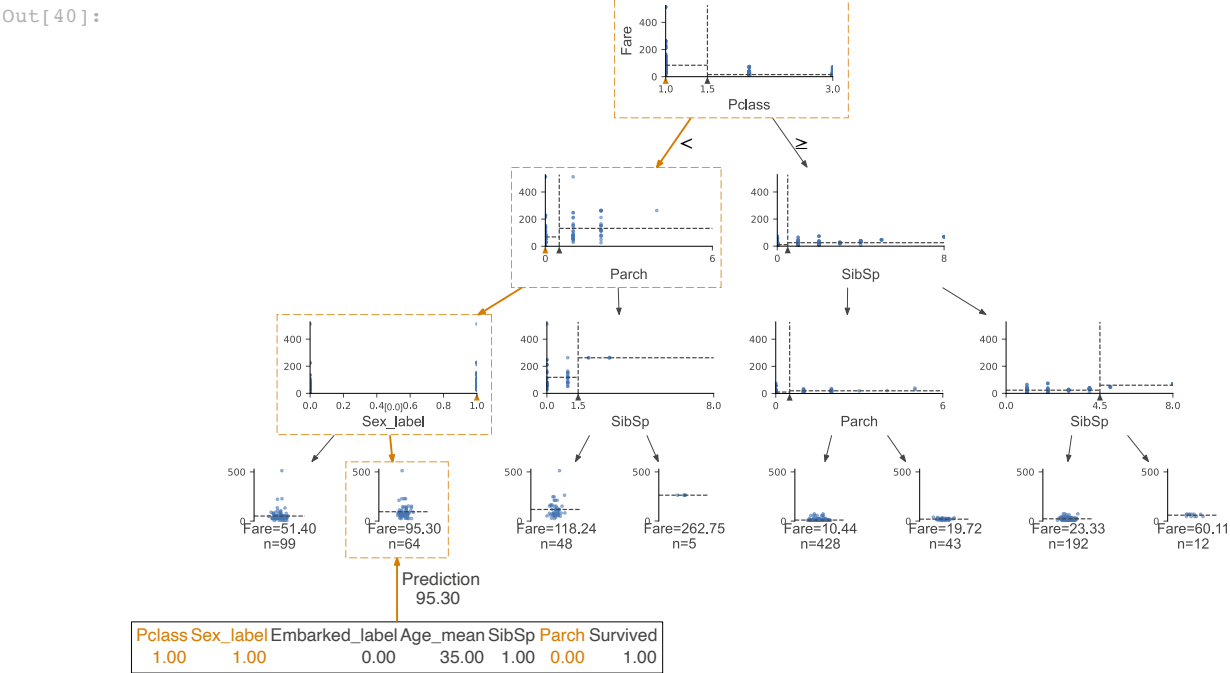 Out[40]:
400
200
0
Fare
1.0 1.5 3.0
Pclass
< ≥
400
200
0
0 6
Parch
400
200
0
0 8
SibSp
400
200
0
0.0 0.2 0.4 [0.0] 0.6 0.8 1.0
Sex_label
400
200
0
0.0 1.5 8.0
SibSp
400
200
0
0 6
Parch
400
200
0
0.0 4.5 8.0
SibSp
500
0
Fare=51.40
n=99
500
0
Fare=95.30
n=64
500
0
Fare=118.24
n=48
500
0
Fare=262.75
n=5
500
0
Fare=10.44
n=428
500
0
Fare=19.72
n=43
500
0
Fare=23.33
n=192
500
0
Fare=60.11
n=12
Prediction
95.30
Pclass Sex_label Embarked_label Age_mean SibSp Parch Survived
1.00 1.00 0.00 35.00 1.00 0.00 1.00